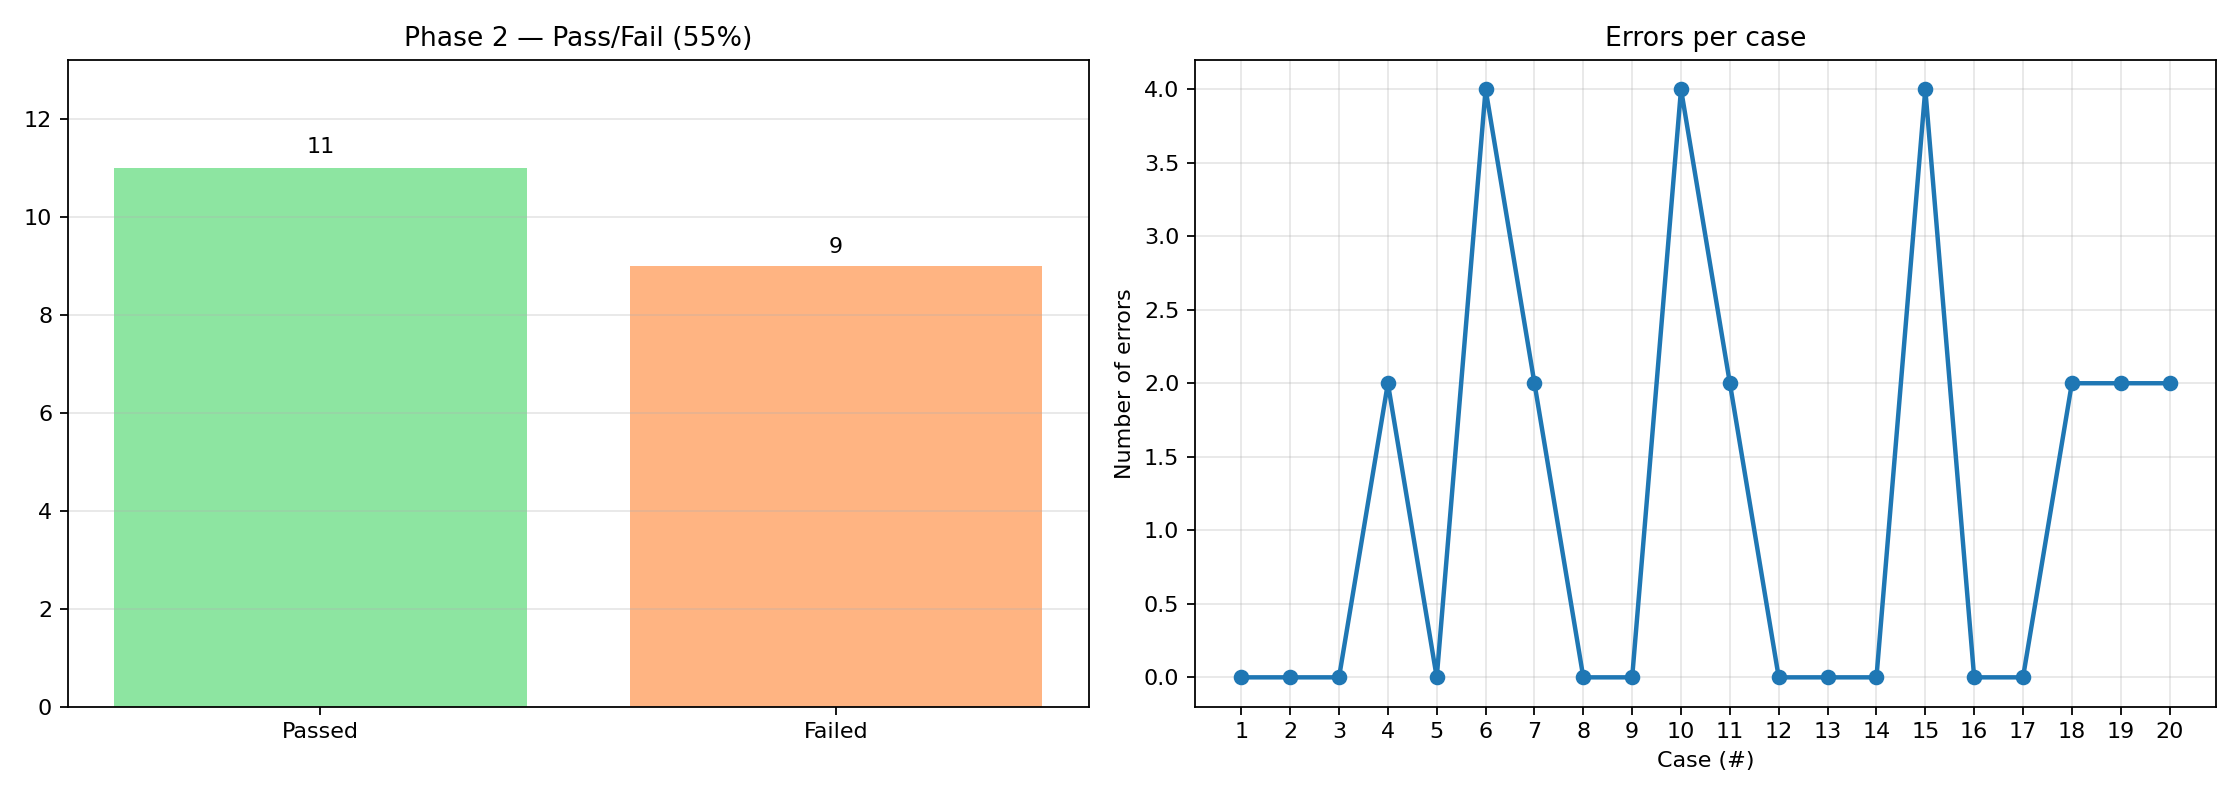 Phase 2 — Pass/Fail (55%)
12
10
8
6
4
2
0
11
9
Passed
Failed
Errors per case
Number of errors
4.0
3.5
3.0
2.5
2.0
1.5
1.0
0.5
0.0
1 2 3 4 5 6 7 8 9 10 11 12 13 14 15 16 17 18 19 20
Case (#)